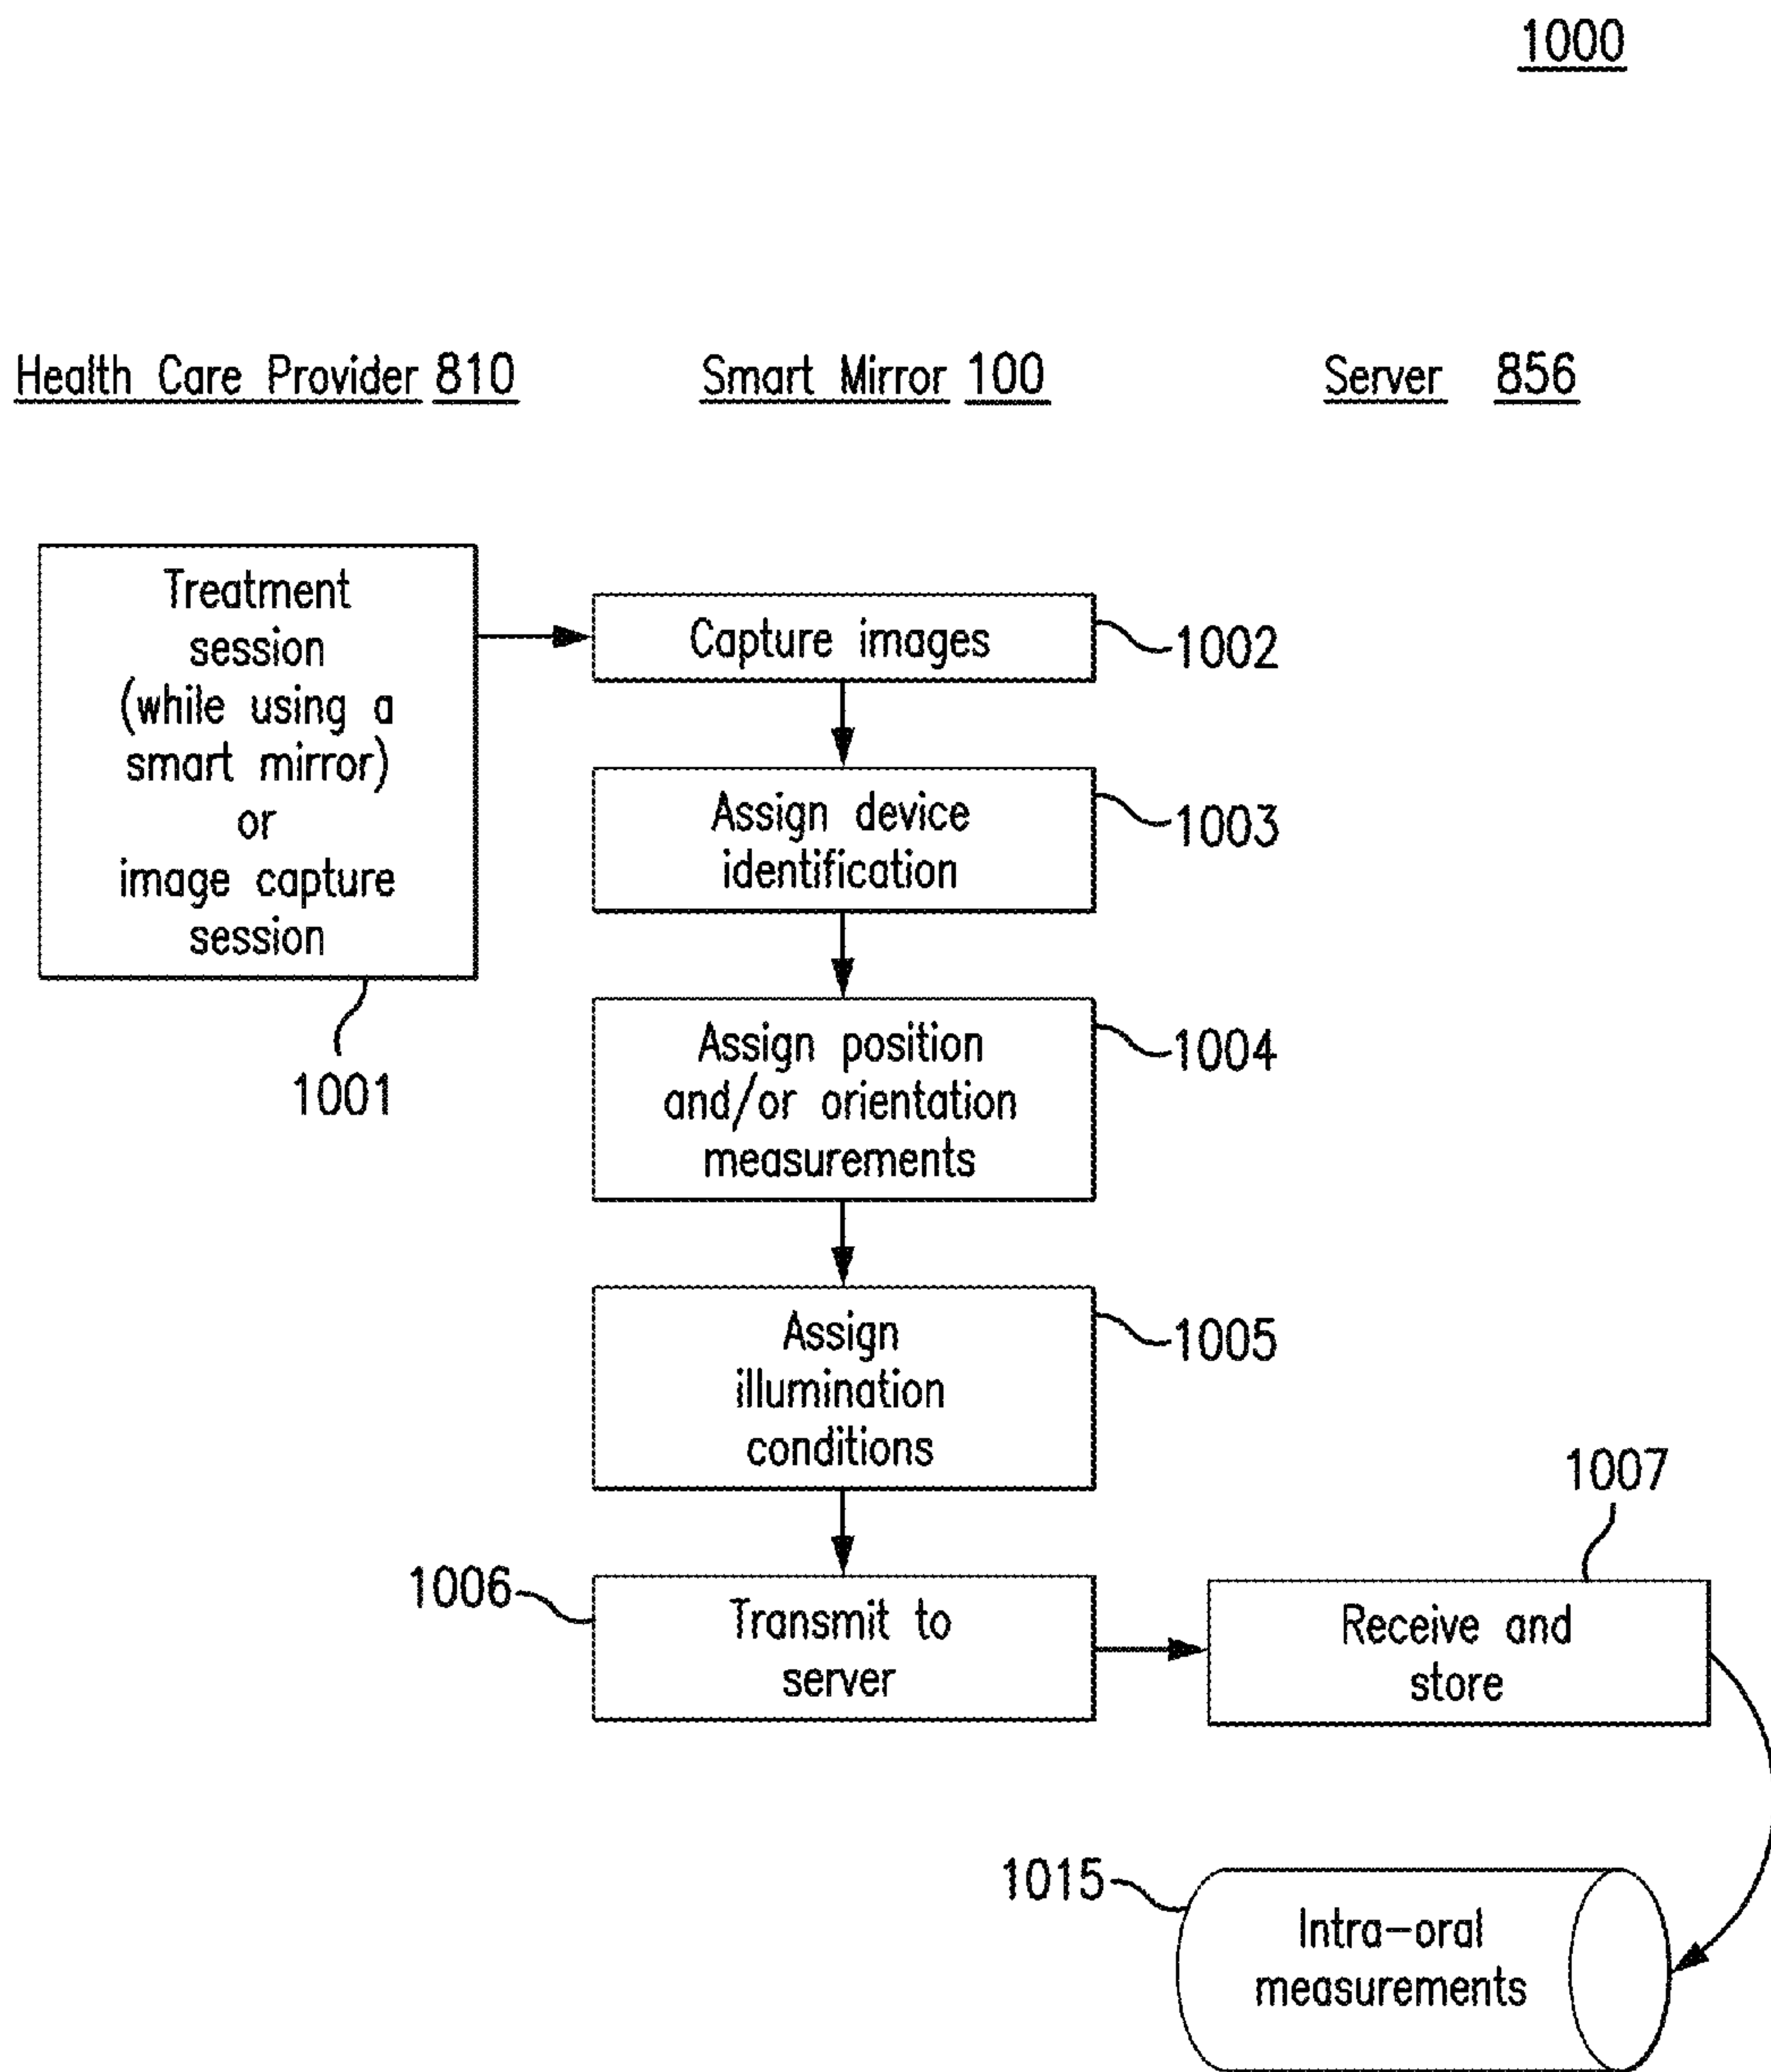 1000
Health Care Provider 810
Smart Mirror 100
Server 856
Treatment
session
(while using a
smart mirror)
or
image capture
session
1001
Capture images
1002
Assign device
identification
1003
Assign position
and/or orientation
measurements
1004
Assign
illumination
conditions
1005
1006
Transmit to
server
1007
Receive and
store
1015
Intra-oral
measurements